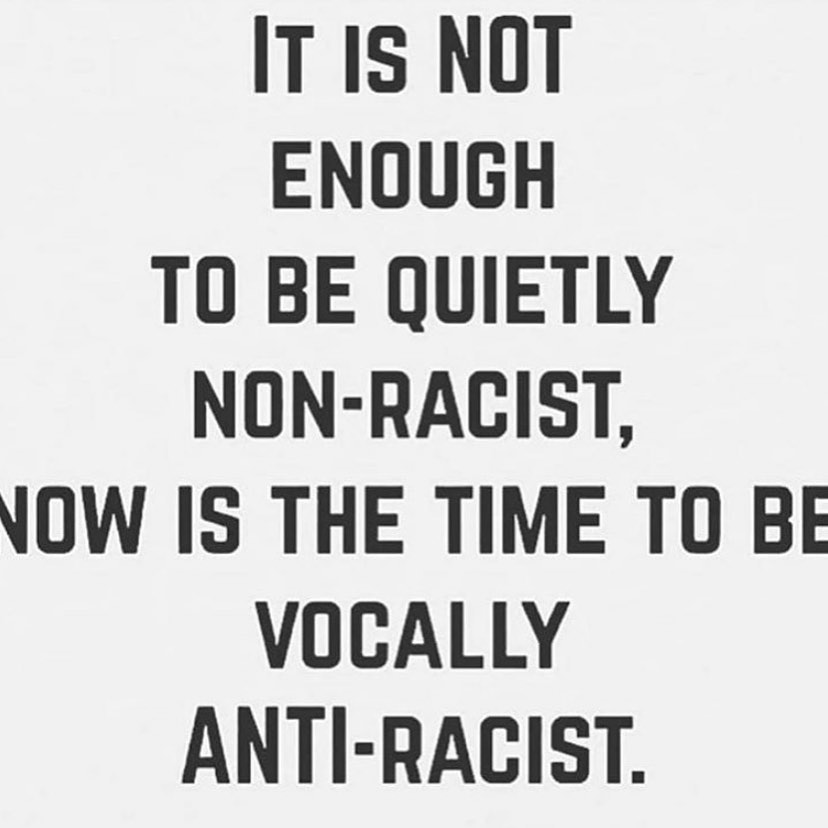 IT IS NOT
ENOUGH
TO BE QUIETLY
NON-RACIST,
NOW IS THE TIME TO BE
VOCALLY
ANTI-RACIST.